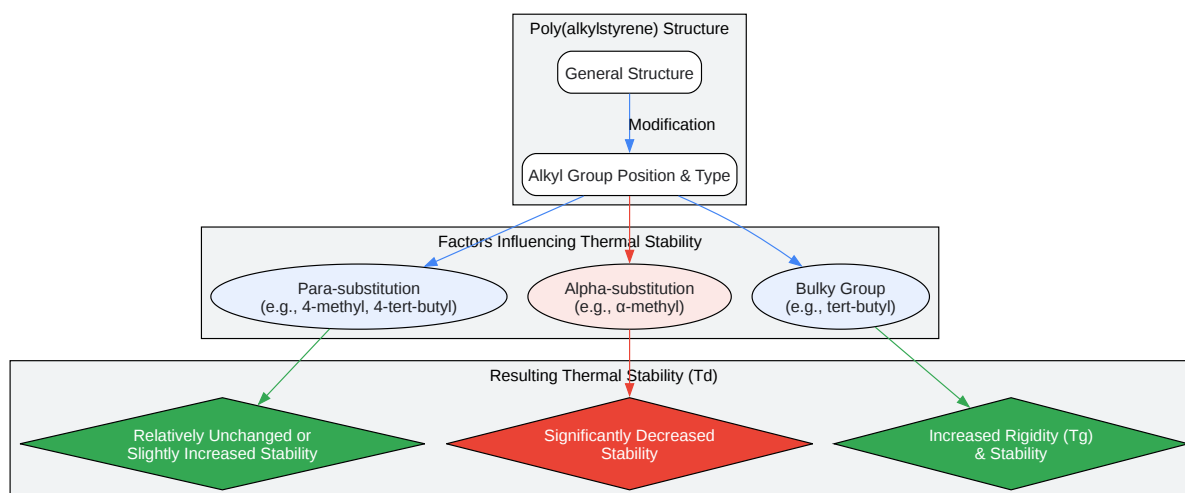 Poly(alkylstyrene) Structure
General Structure
Modification
Alkyl Group Position & Type
Factors Influencing Thermal Stability
Para-substitution
(e.g., 4-methyl, 4-tert-butyl)
Alpha-substitution
(e.g., α-methyl)
Bulky Group
(e.g., tert-butyl)
Resulting Thermal Stability (Td)
Relatively Unchanged or
Slightly Increased Stability
Significantly Decreased
Stability
Increased Rigidity (Tg)
& Stability